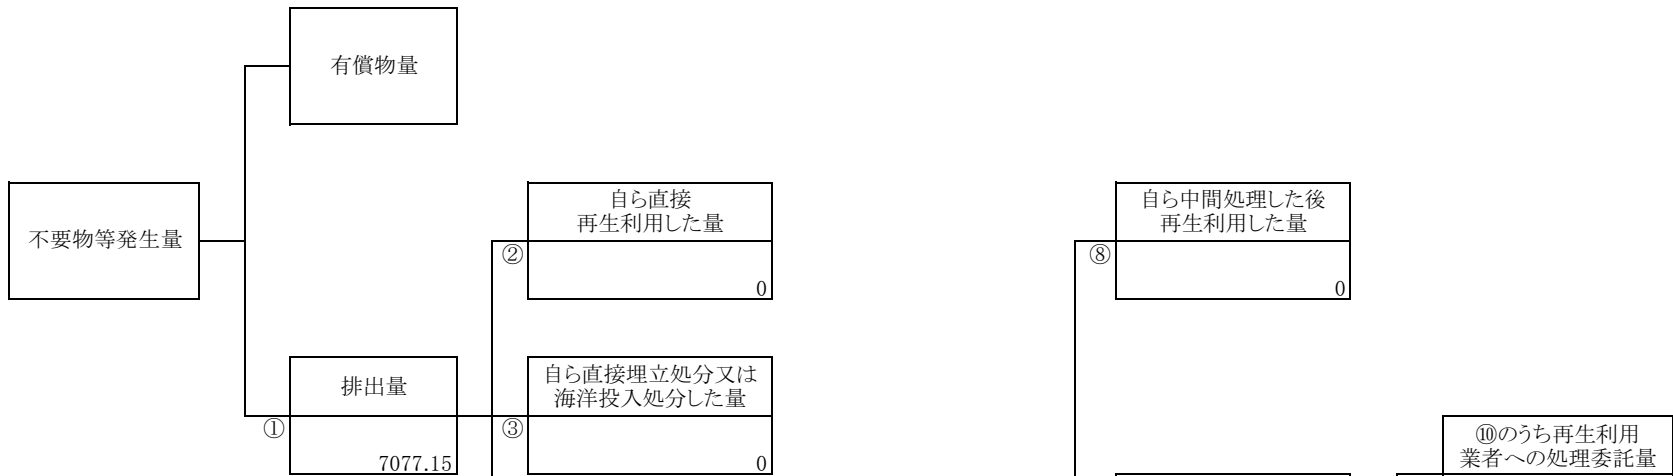 有償物量
不要物等発生量
自ら直接
再生利用した量
②
0
自ら中間処理した後
再生利用した量
⑧
0
排出量
①
7077.15
自ら直接埋立処分又は
海洋投入処分した量
③
0
⑩のうち再生利用
業者への処理委託量